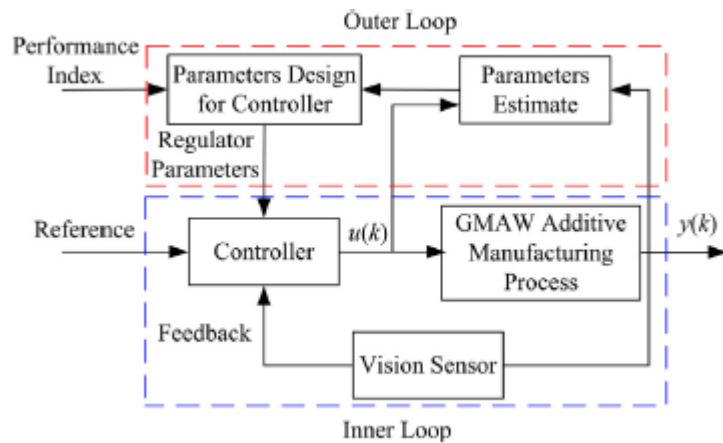 Outer Loop
Performance
Index
Parameters Design
for Controller
Parameters
Estimate
Regulator
Parameters
Reference
Controller
u(k)
GMAW Additive
Manufacturing
Process
y(k)
Feedback
Vision Sensor
Inner Loop